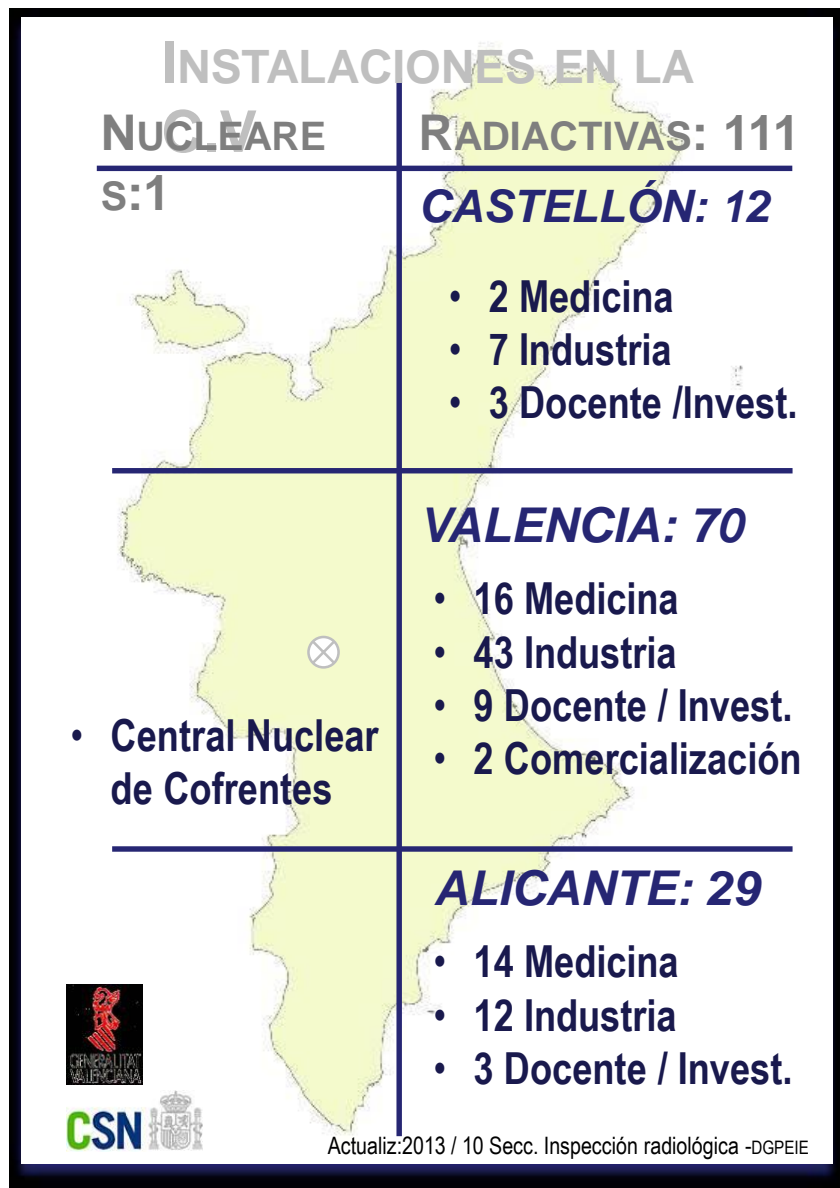 INSTALACIONES EN LA
C.V
NUCLEARE
S:1
RADIACTIVAS: 111
CASTELLÓN: 12
• 2 Medicina
• 7 Industria
• 3 Docente /Invest.
VALENCIA: 70
• 16 Medicina
• 43 Industria
• 9 Docente / Invest.
• 2 Comercialización
• Central Nuclear
de Cofrentes
ALICANTE: 29
• 14 Medicina
• 12 Industria
• 3 Docente / Invest.
GENERALITAT
VALENCIANA
CSN
Actualiz:2013 / 10 Secc. Inspección radiológica -DGPEIE